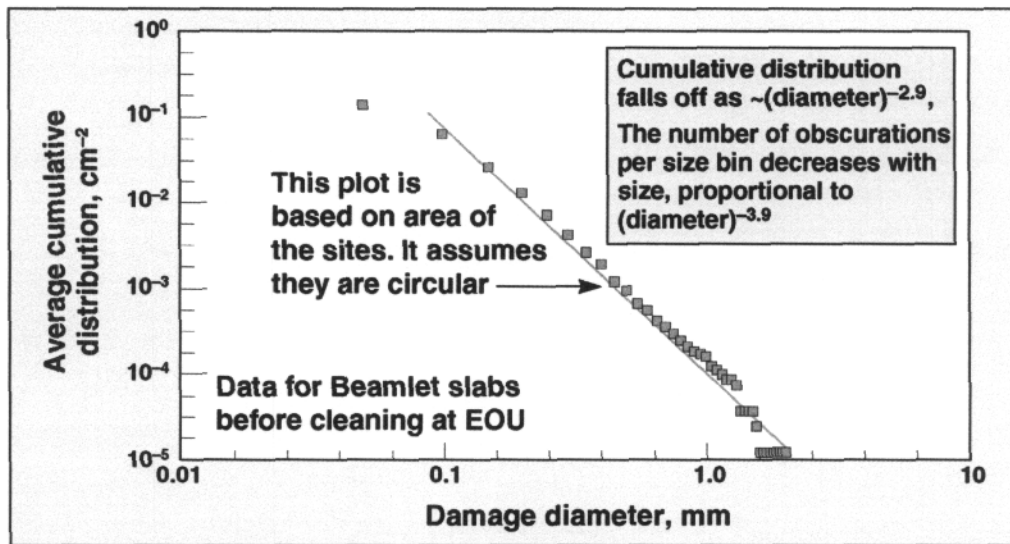 Average cumulative
distribution, cm⁻²
10⁰
10⁻¹
10⁻²
10⁻³
10⁻⁴
10⁻⁵
Cumulative distribution
falls off as ~(diameter)⁻²·⁹,
The number of obscurations
per size bin decreases with
size, proportional to
(diameter)⁻³·⁹
This plot is
based on area of
the sites. It assumes
they are circular
Data for Beamlet slabs
before cleaning at EOU
0.01
0.1
1.0
10
Damage diameter, mm